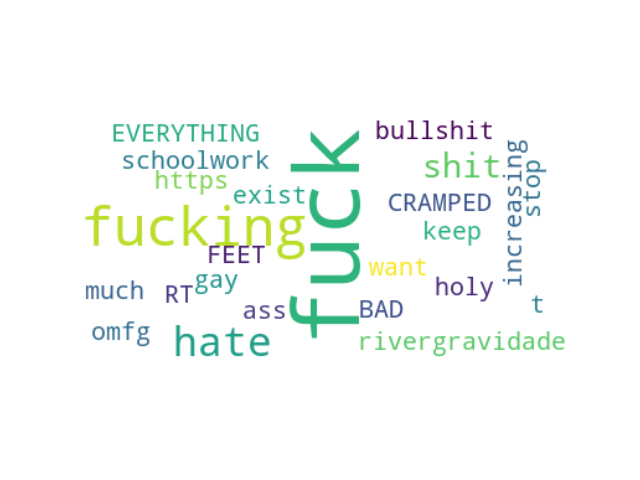 EVERYTHING
schoolwork
https
exist
fucking
FEET
gay
much
RT
ass
omfg
hate
fuck
bullshit
shit
CRAMPED
keep
want
holy
BAD
rivergravidade
increasing
stop
t